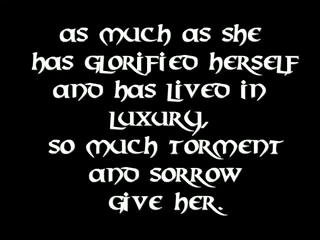 as much as she
has glorified herself
and has lived in
luxury,
so much torment
and sorrow
give her.